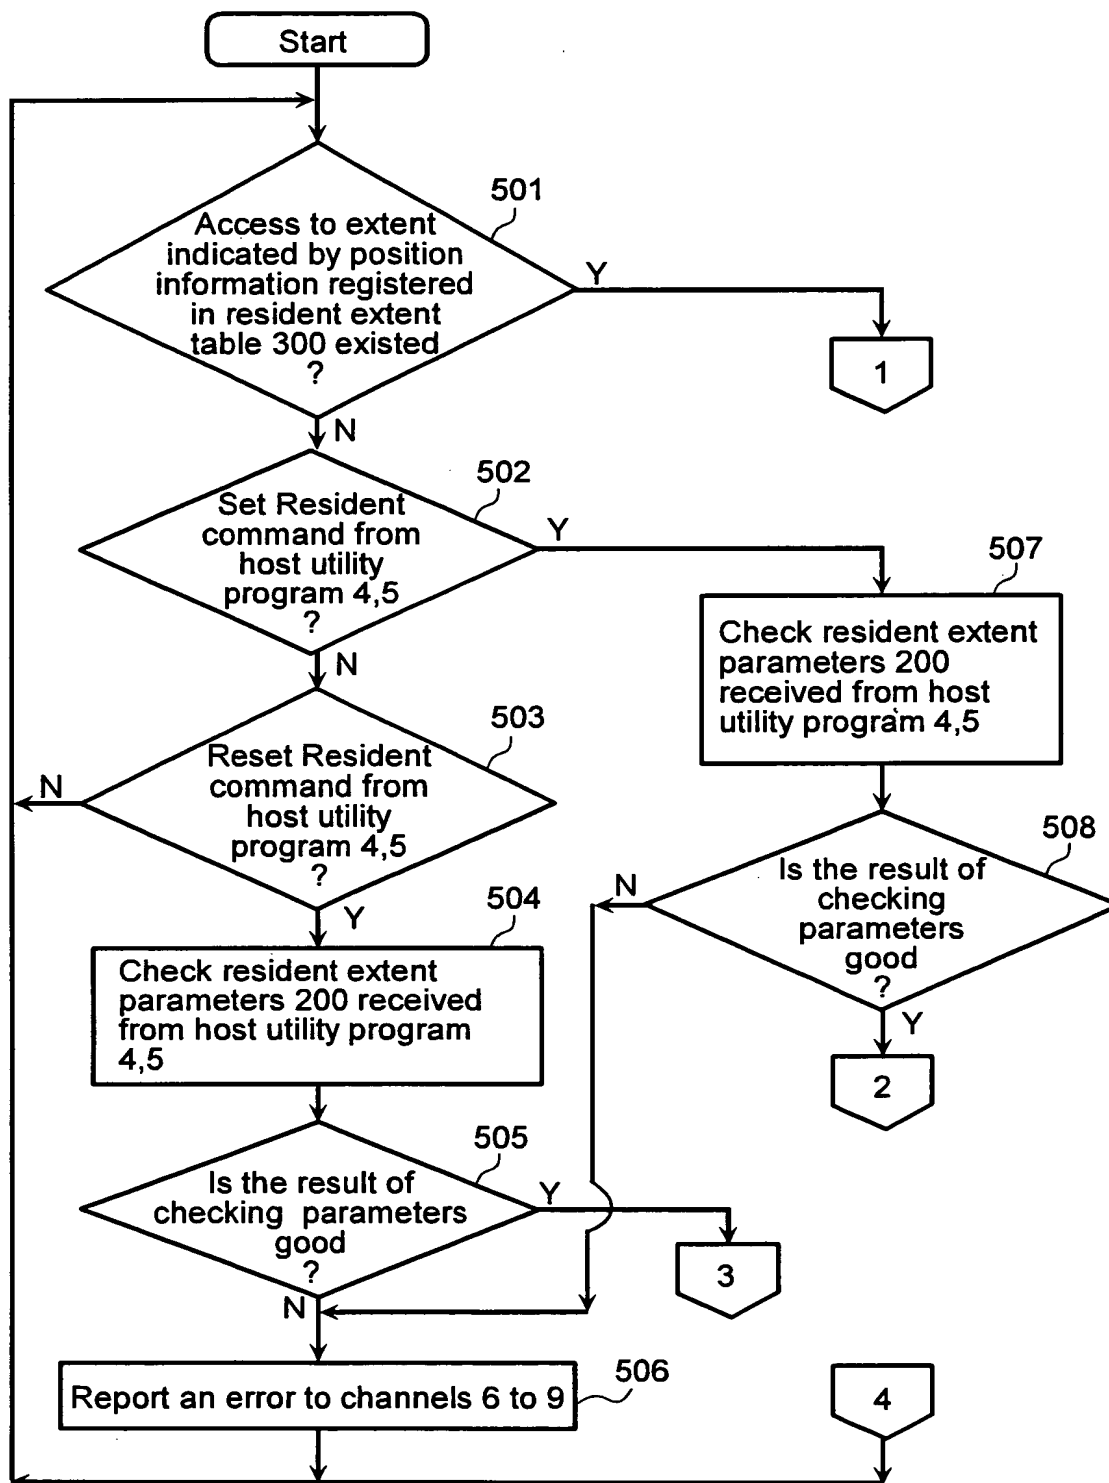 Start
501
Access to extent
indicated by position
information registered
in resident extent
table 300 existed
?
Y
1
N
502
Set Resident
command from
host utility
program 4,5
?
Y
507
Check resident extent
parameters 200
received from host
utility program 4,5
N
503
Reset Resident
command from
host utility
program 4,5
?
N
508
Is the result of
checking
parameters
good
?
N
Y
2
Y
504
Check resident extent
parameters 200 received
from host utility program
4,5
505
Is the result of
checking parameters
good
?
Y
3
N
506
Report an error to channels 6 to 9
4